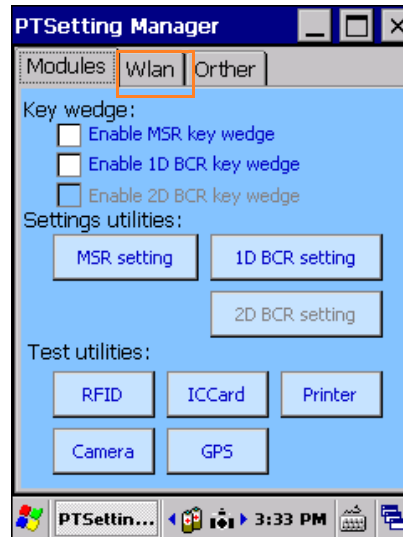 PTSetting Manager
Modules Wlan Orther
Key wedge:
Enable MSR key wedge
Enable 1D BCR key wedge
Enable 2D BCR key wedge
Settings utilities:
MSR setting 1D BCR setting
2D BCR setting
Test utilities:
RFID ICCard Printer
Camera GPS
PTSettin... 3:33 PM